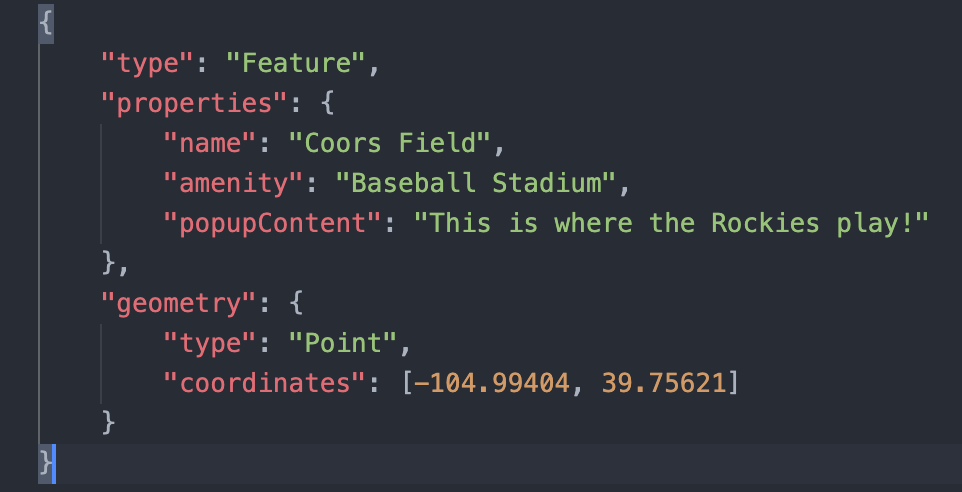 {
    "type": "Feature",
    "properties": {
        "name": "Coors Field",
        "amenity": "Baseball Stadium",
        "popupContent": "This is where the Rockies play!"
    },
    "geometry": {
        "type": "Point",
        "coordinates": [-104.99404, 39.75621]
    }
}